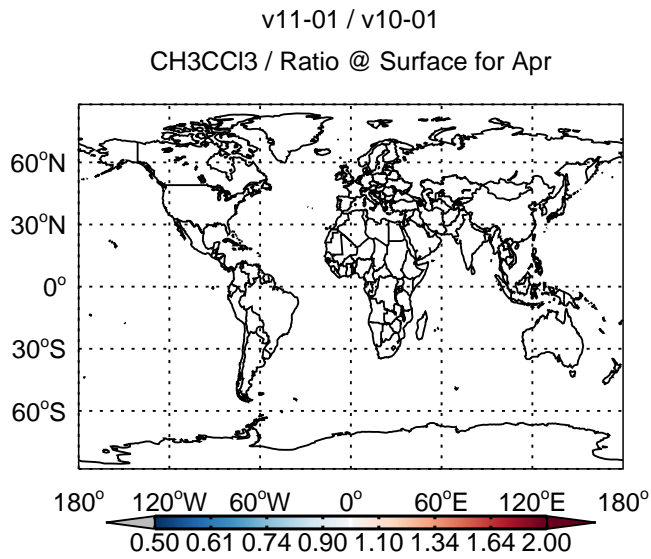 v11-01 / v10-01
CH3CCl3 / Ratio @ Surface for Apr
60°N
30°N
0°
30°S
60°S
180° 120°W 60°W 0° 60°E 120°E 180°
0.50 0.61 0.74 0.90 1.10 1.34 1.64 2.00